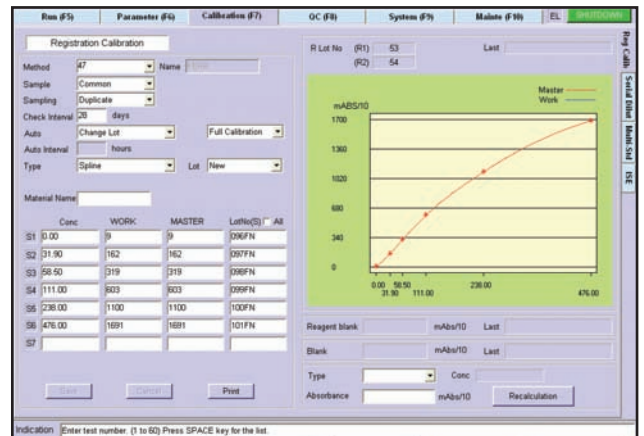 Run (F5) Parameter (F6) Calibration (F7) QC (F8) System (F9) Mainte (F10) EL SHUTDOWN
Registration Calibration
Method 47 Name
Sample Common
Sampling Duplicate
Check Interval 28 days
Auto Change Lot Full Calibration
Auto Interval hours
Type Spline Lot New
Material Name
Conc WORK MASTER LotNo(S) All
S1 0.00 9 9 096FN
S2 31.90 162 162 097FN
S3 58.50 319 319 098FN
S4 111.00 603 603 099FN
S5 238.00 1100 1100 100FN
S6 476.00 1691 1691 101FN
S7
Save Cancel Print
R Lot No (R1) 53 Last
(R2) 54
Master
Work
mABS/10
1700
1360
1020
680
340
0
0.00 58.50 238.00
31.90 111.00 476.00
Reagent blank mAbs/10 Last
Blank mAbs/10 Last
Type Conc
Absorbance mAbs/10 Recalculation
Reg Calib
Serial Dilut
Multi-Std
ISE
Indication Enter test number. (1 to 60) Press SPACE key for the list.